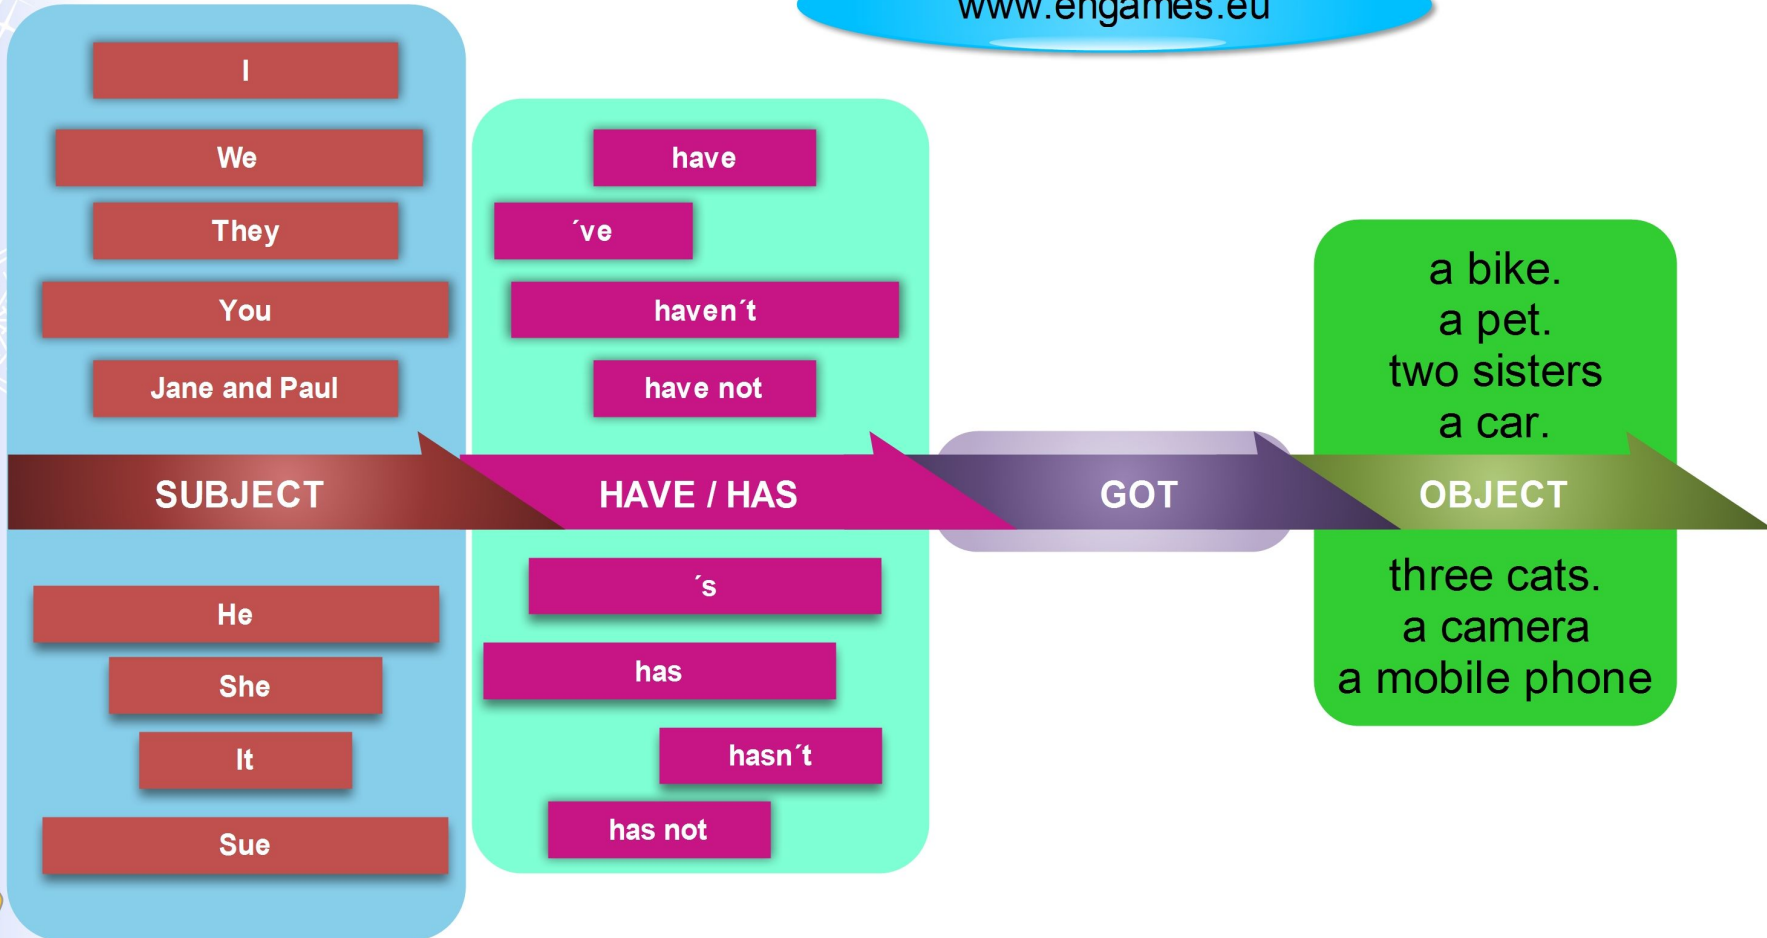 www.engames.eu
I
We
They
You
Jane and Paul
have
´ve
haven´t
have not
SUBJECT
HAVE / HAS
GOT
OBJECT
a bike.
a pet.
two sisters
a car.
He
She
It
Sue
´s
has
hasn´t
has not
three cats.
a camera
a mobile phone